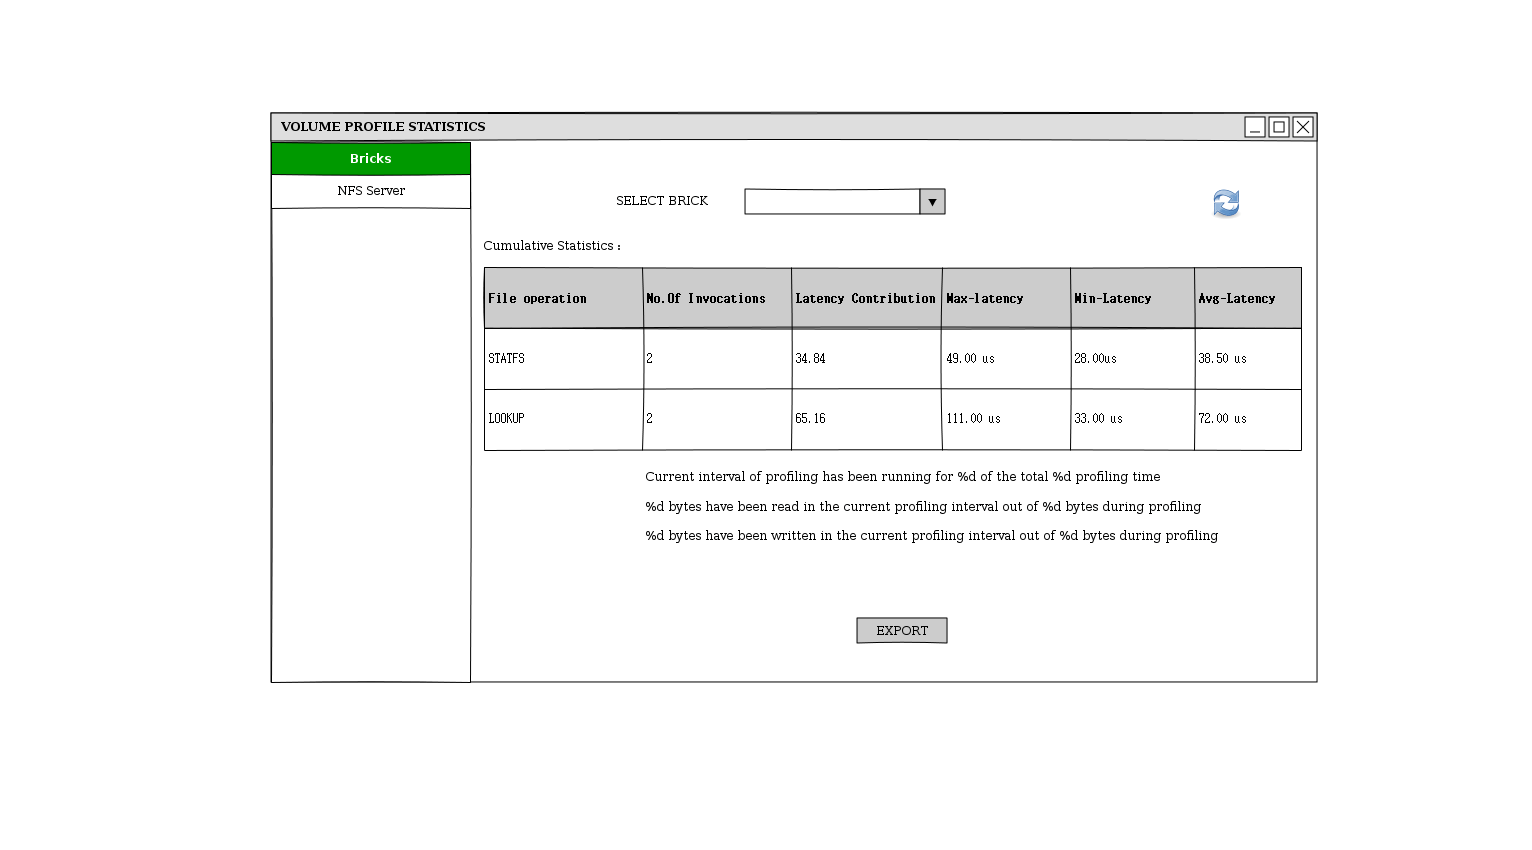 VOLUME PROFILE STATISTICS
Bricks
NFS Server
SELECT BRICK
Cumulative Statistics :
File operation No.Of Invocations Latency Contribution Max-latency Min-Latency Avg-Latency
STATFS 2 34.84 49.00 us 28.00us 38.50 us
LOOKUP 2 65.16 111.00 us 33.00 us 72.00 us
Current interval of profiling has been running for %d of the total %d profiling time
%d bytes have been read in the current profiling interval out of %d bytes during profiling
%d bytes have been written in the current profiling interval out of %d bytes during profiling
EXPORT